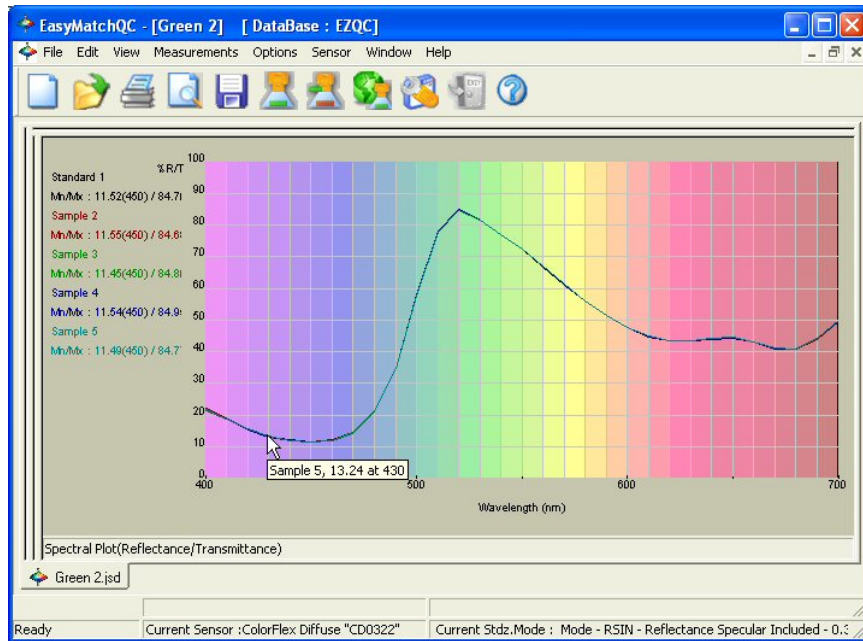 EasyMatchQC - [Green 2] [ DataBase : EZQC]
File Edit View Measurements Options Sensor Window Help
EXIT
% R/T
Standard 1
Mn/Mx : 11.52(450) / 84.7
Sample 2
Mn/Mx : 11.55(450) / 84.6
Sample 3
Mn/Mx : 11.45(450) / 84.8
Sample 4
Mn/Mx : 11.54(450) / 84.9
Sample 5
Mn/Mx : 11.49(450) / 84.7
100
90
80
70
60
50
40
30
20
10
0
400 500 600 700
Sample 5, 13.24 at 430
Wavelength (nm)
Spectral Plot(Reflectance/Transmittance)
Green 2.jsd
Ready Current Sensor :ColorFlex Diffuse "CD0322" Current Stdz.Mode : Mode - RSIN - Reflectance Specular Included - 0.3